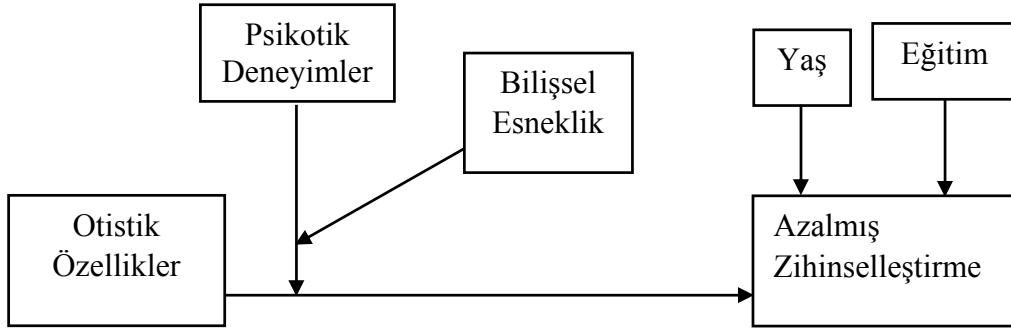 Psikotik
Deneyimler
Bilişsel
Esneklik
Yaş
Eğitim
Otistik
Özellikler
Azalmış
Zihinselleştirme